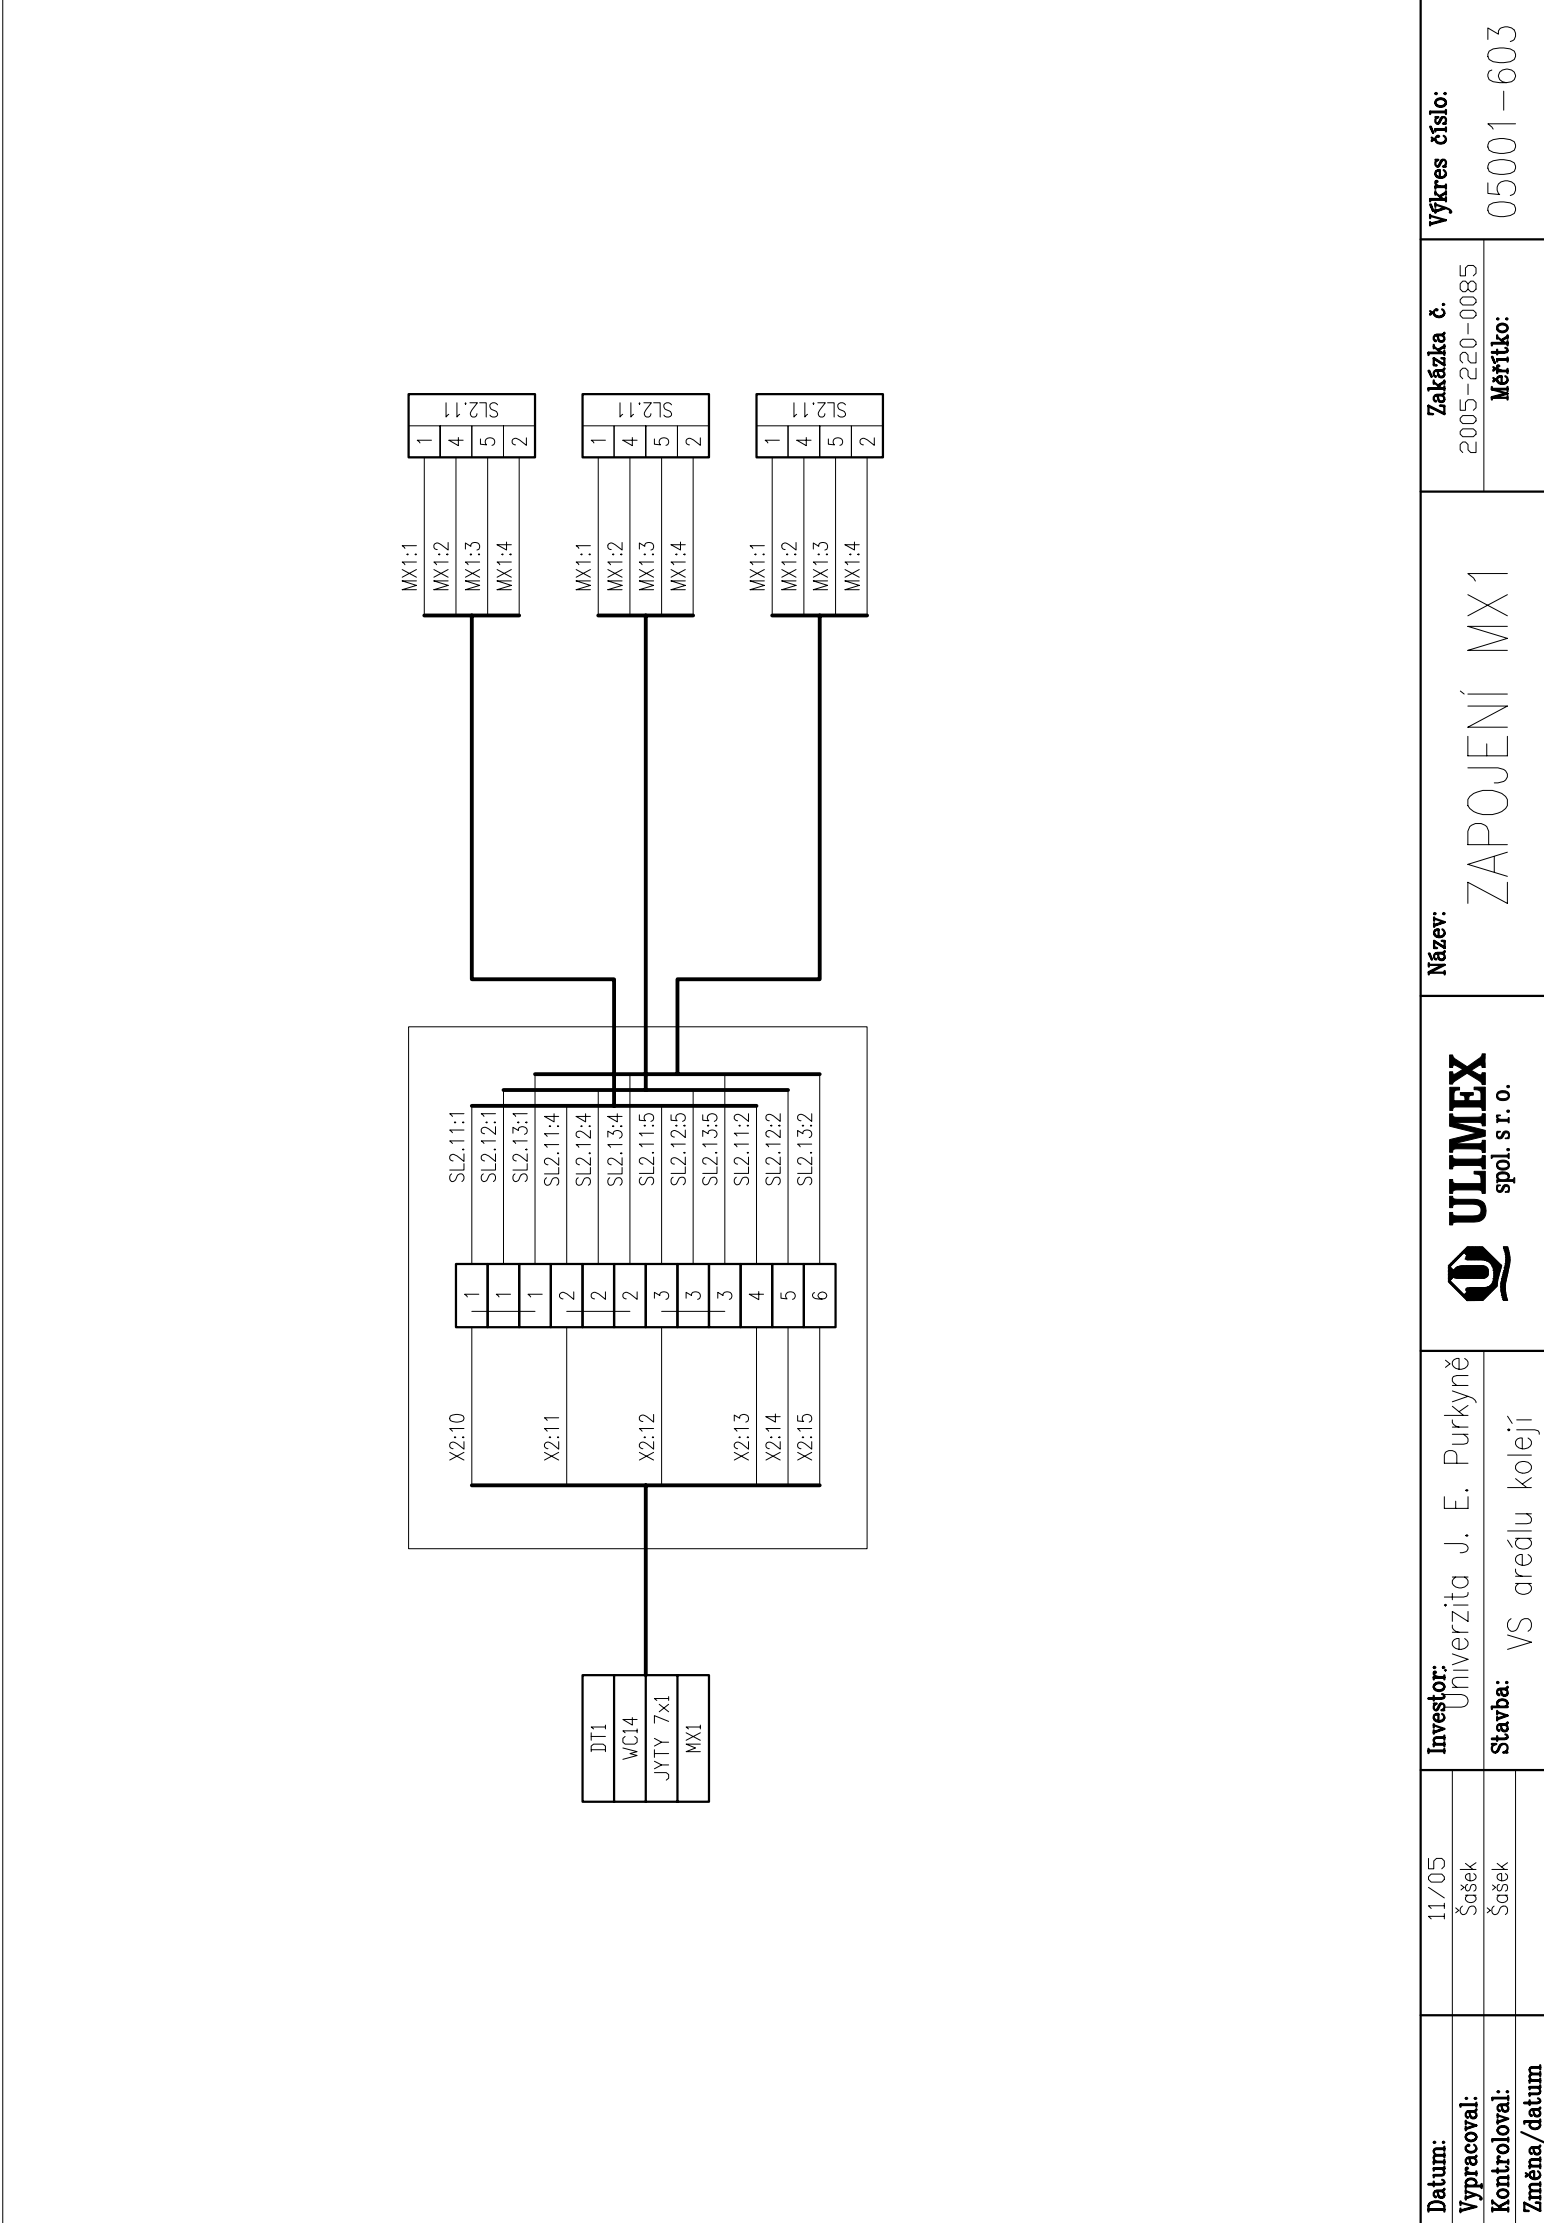 SL2.11
1
4
5
2
MX1:1
MX1:2
MX1:3
MX1:4
SL2.11
1
4
5
2
MX1:1
MX1:2
MX1:3
MX1:4
SL2.11
1
4
5
2
MX1:1
MX1:2
MX1:3
MX1:4
SL2.11:1
SL2.12:1
SL2.13:1
SL2.11:4
SL2.12:4
SL2.13:4
SL2.11:5
SL2.12:5
SL2.13:5
SL2.11:2
SL2.12:2
SL2.13:2
1
1
1
2
2
2
3
3
3
4
5
6
X2:10
X2:11
X2:12
X2:13
X2:14
X2:15
DT1
WC14
JYTY 7x1
MX1
Datum:
11/05
Vypracoval:
Šašek
Kontroloval:
Šašek
Změna/datum
Investor:
Univerzita J. E. Purkyně
Stavba:
VS areálu kolejí
U
ULIMEX
spol. s r. o.
Název:
ZAPOJENÍ MX1
Zakázka č.
2005-220-0085
Měřítko:
Výkres číslo:
05001-603